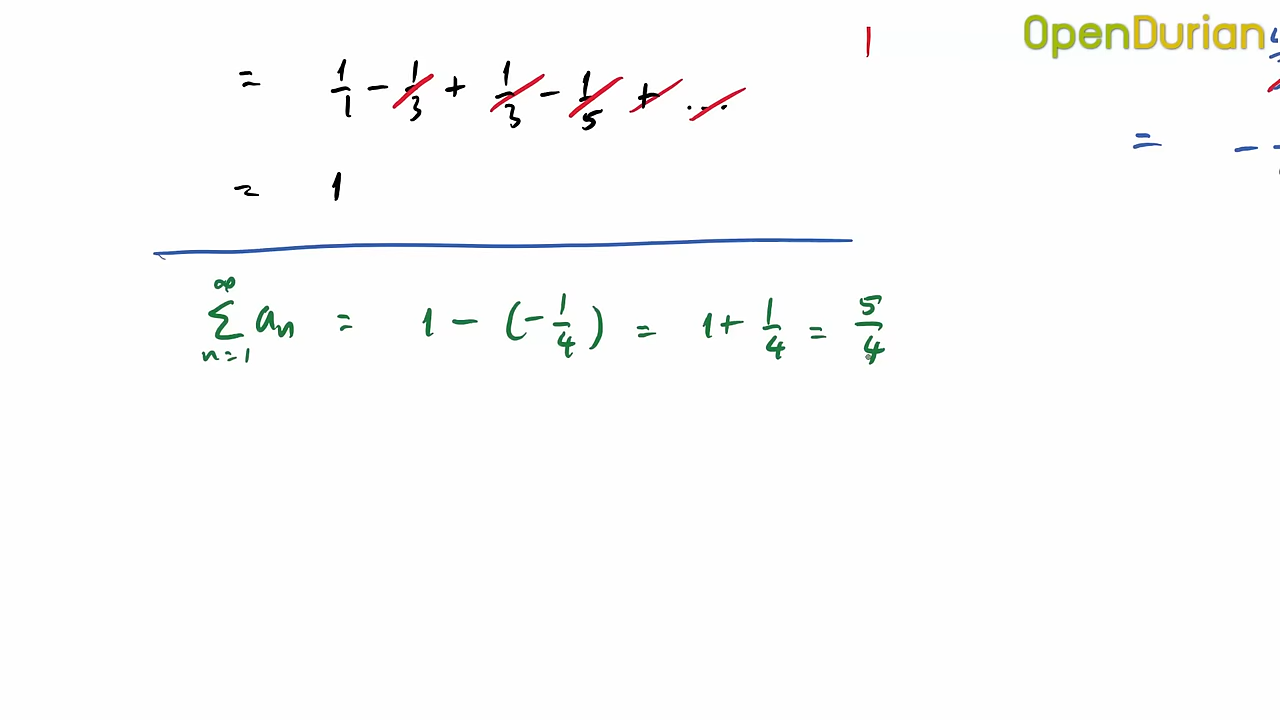 OpenDurian
= 1/1 - 1/3 + 1/3 - 1/5 + ...
= 1
∞
∑ aₙ = 1 - (-1/4) = 1 + 1/4 = 5/4
n=1